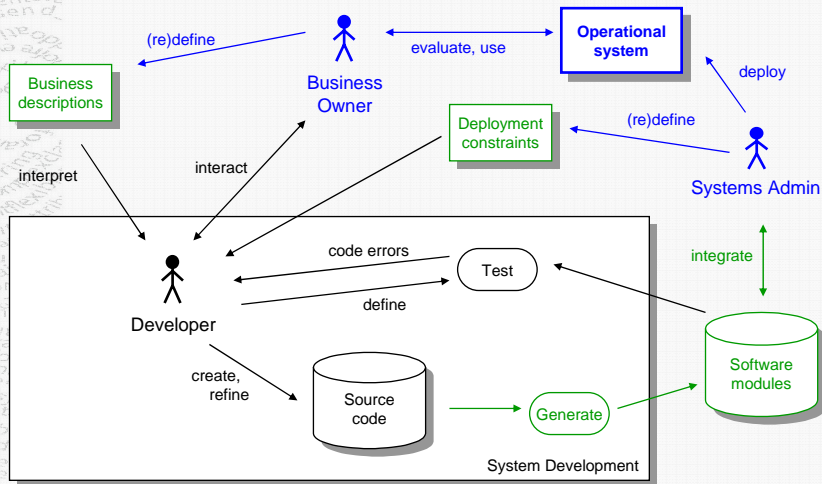 (re)define
evaluate, use
Operational
system
Business
Owner
deploy
Business
descriptions
Deployment
constraints
(re)define
interpret
interact
Systems Admin
code errors
Test
integrate
define
Developer
create,
refine
Source
code
Generate
Software
modules
System Development